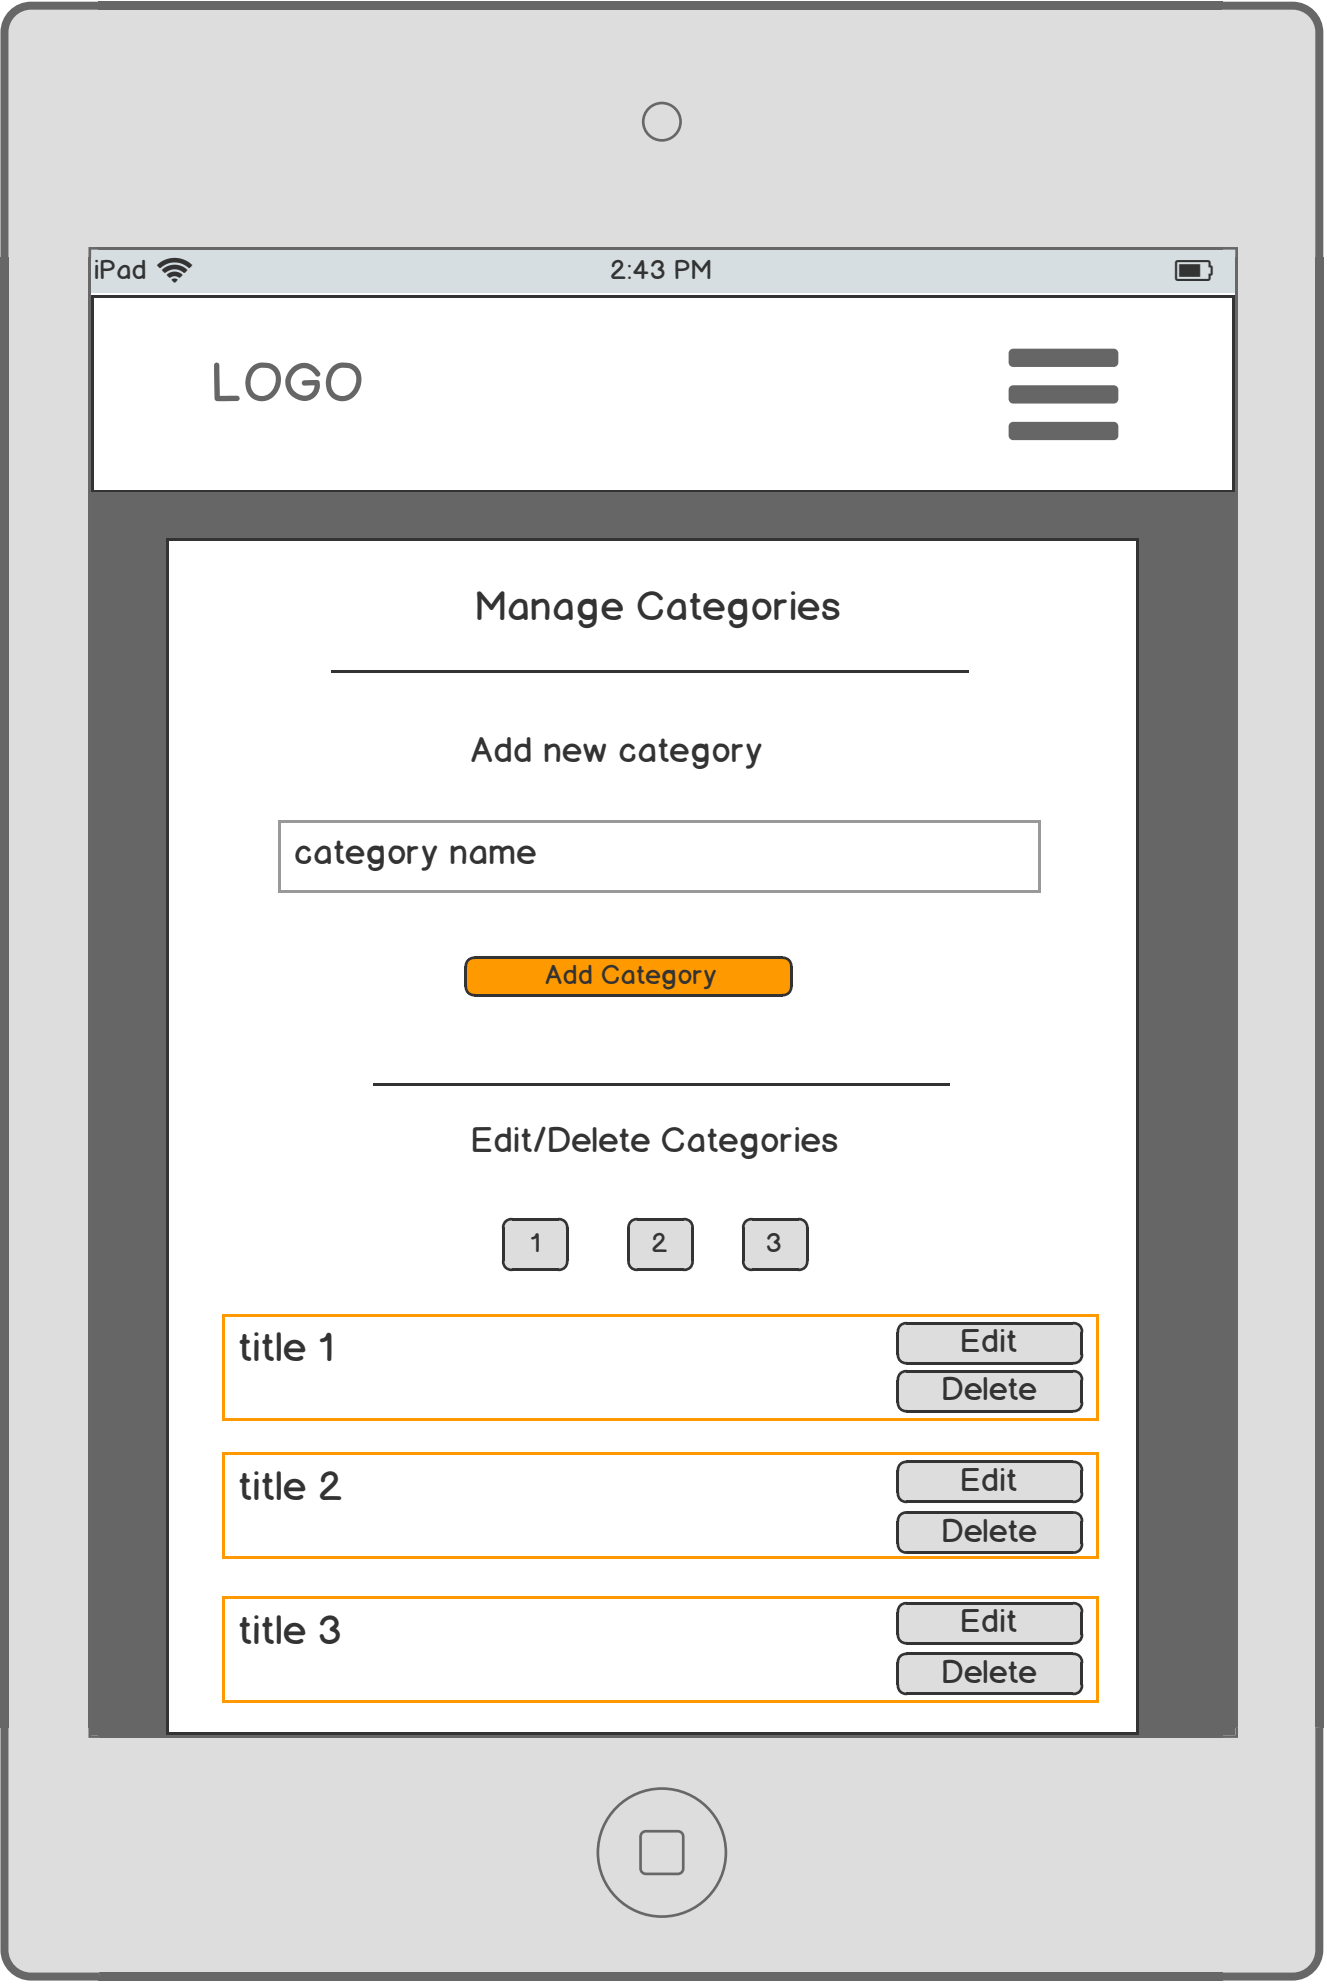 iPad 2:43 PM
LOGO
Manage Categories
Add new category
category name
Add Category
Edit/Delete Categories
1 2 3
title 1 Edit
Delete
title 2 Edit
Delete
title 3 Edit
Delete